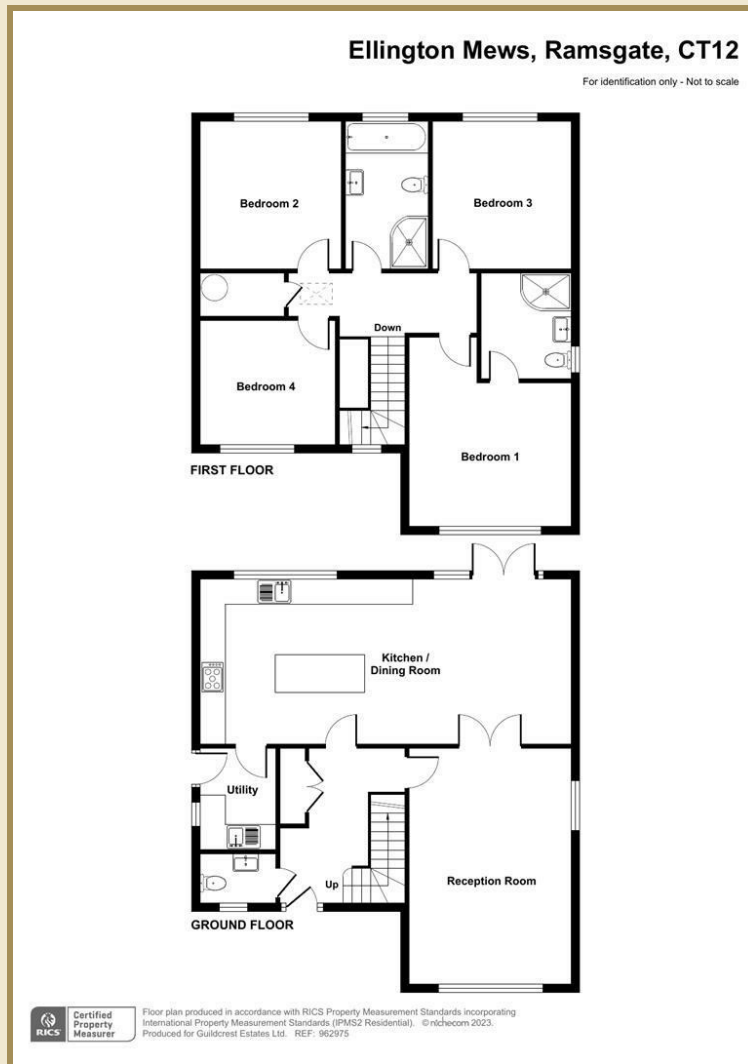 Ellington Mews, Ramsgate, CT12
For identification only - Not to scale
Bedroom 2
Bedroom 3
Down
Bedroom 4
Bedroom 1
FIRST FLOOR
Kitchen /
Dining Room
Utility
Reception Room
Up
GROUND FLOOR
RICS
Certified
Property
Measurer
Floor plan produced in accordance with RICS Property Measurement Standards incorporating
International Property Measurement Standards (IPMS2 Residential). © nichecom 2023.
Produced for Guildcrest Estates Ltd. REF: 962975